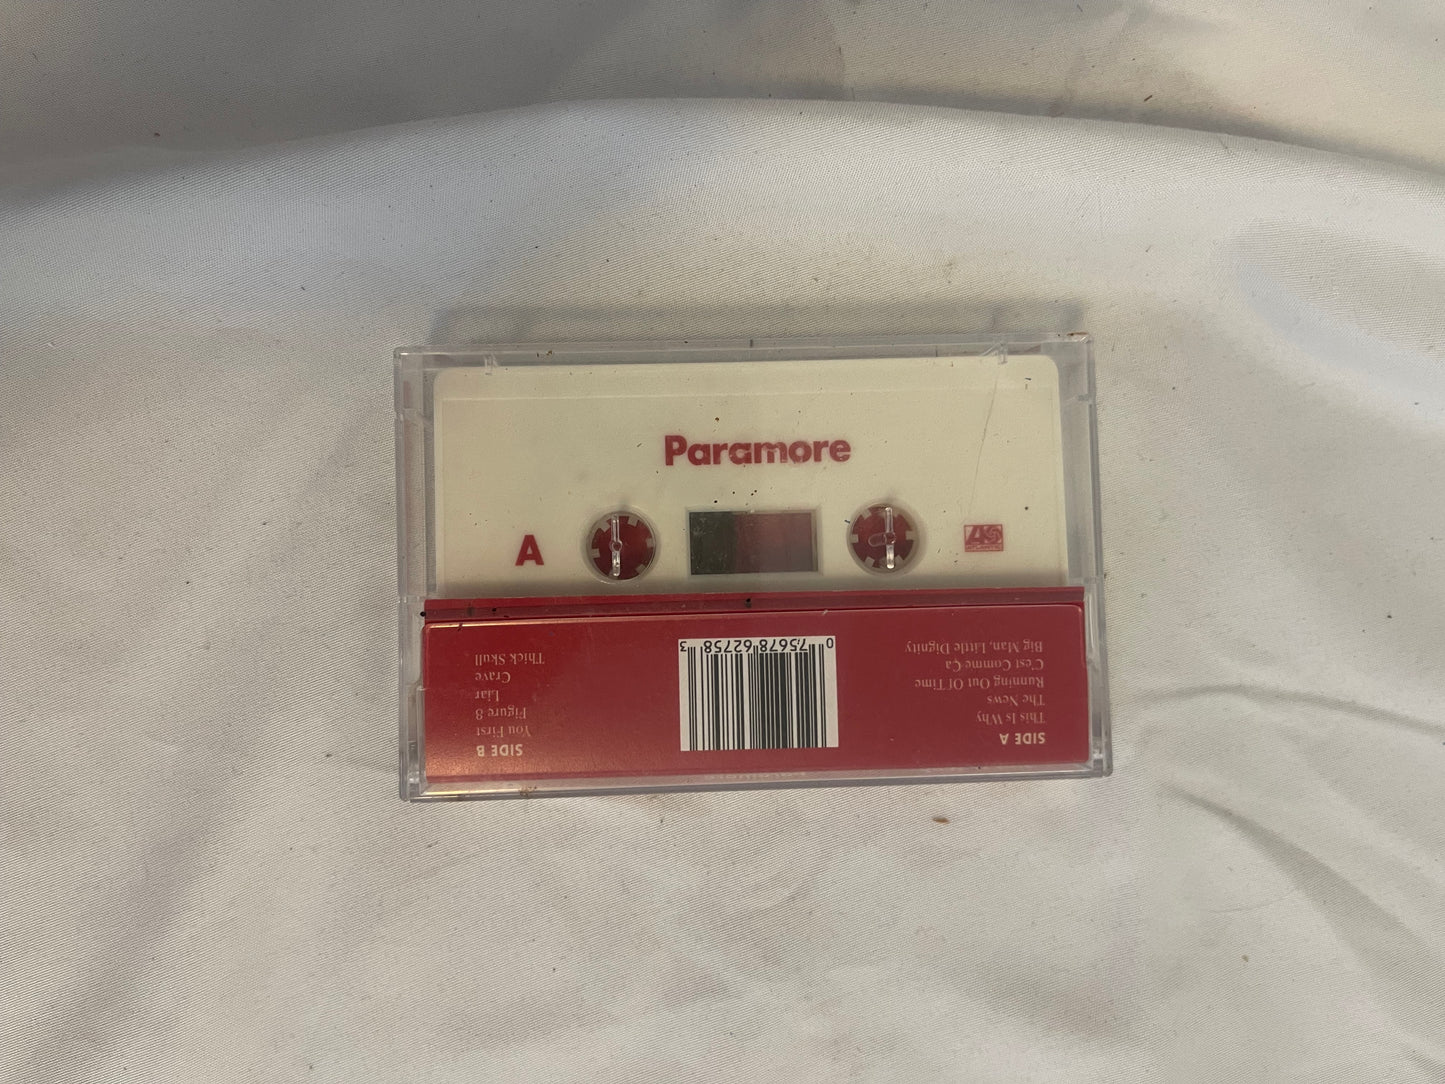 Paramore
A
ATLANTIC
SIDE A
This Is Why
The News
Running Out Of Time
C'est Comme Ça
Big Man, Little Dignity
0 75678 62758 3
SIDE B
You First
Figure 8
Liar
Crave
Thick Skull